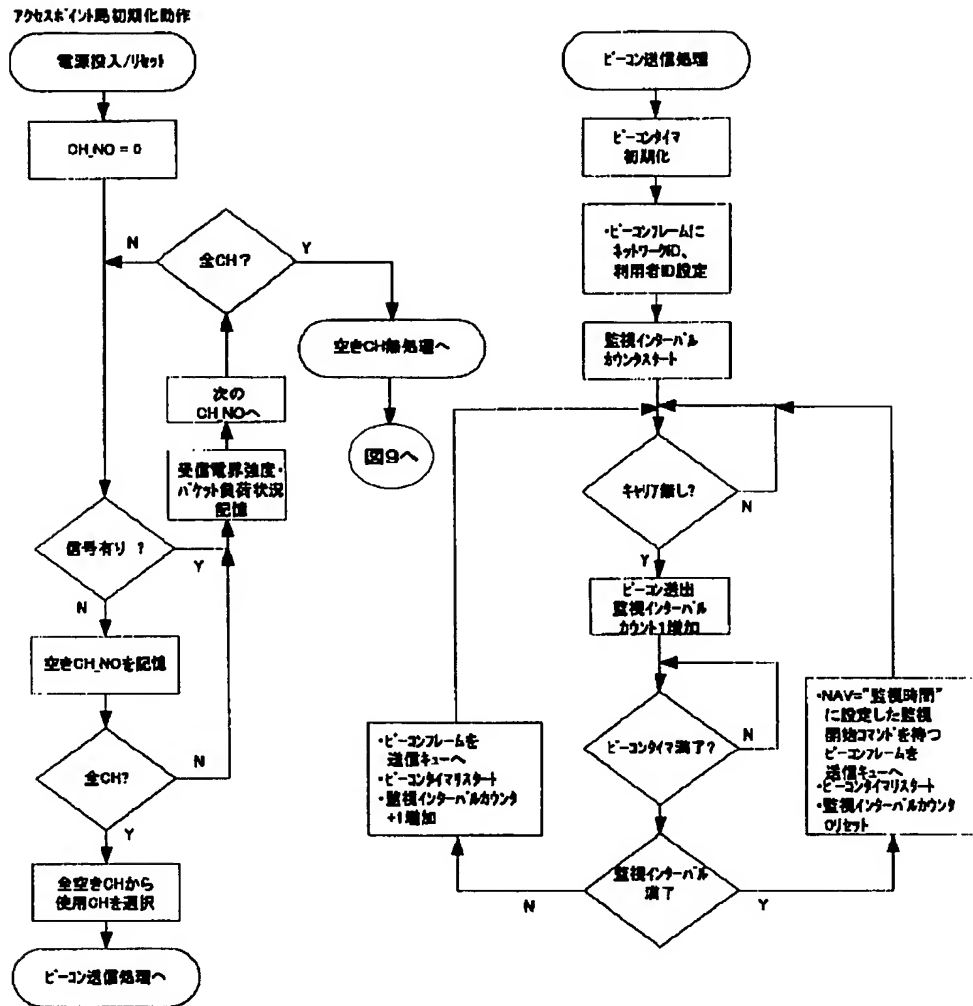 アクセスポイント局初期化動作
電源投入/リセット
CH_NO = 0
N
全CH?
Y
空きCH無処理へ
図9へ
次の
CH_NOへ
受信電界強度・
パケット負荷状況
記憶
信号有り ?
Y
N
空きCH_NOを記憶
全CH?
N
Y
全空きCHから
使用CHを選択
ビーコン送信処理へ
ビーコン送信処理
ビーコンタイマ
初期化
・ビーコンフレームに
ネットワークID、
利用者ID設定
監視インターバル
カウンタスタート
キャリア無し?
N
Y
ビーコン送出
監視インターバル
カウント1増加
ビーコンタイマ満了?
N
監視インターバル
満了
N
Y
・ビーコンフレームを
送信キューへ
・ビーコンタイマリスタート
・監視インターバルカウンタ
+1増加
・NAV="監視時間"
に設定した監視
開始コマンドを持つ
ビーコンフレームを
送信キューへ
・ビーコンタイマリスタート
・監視インターバルカウンタ
0リセット